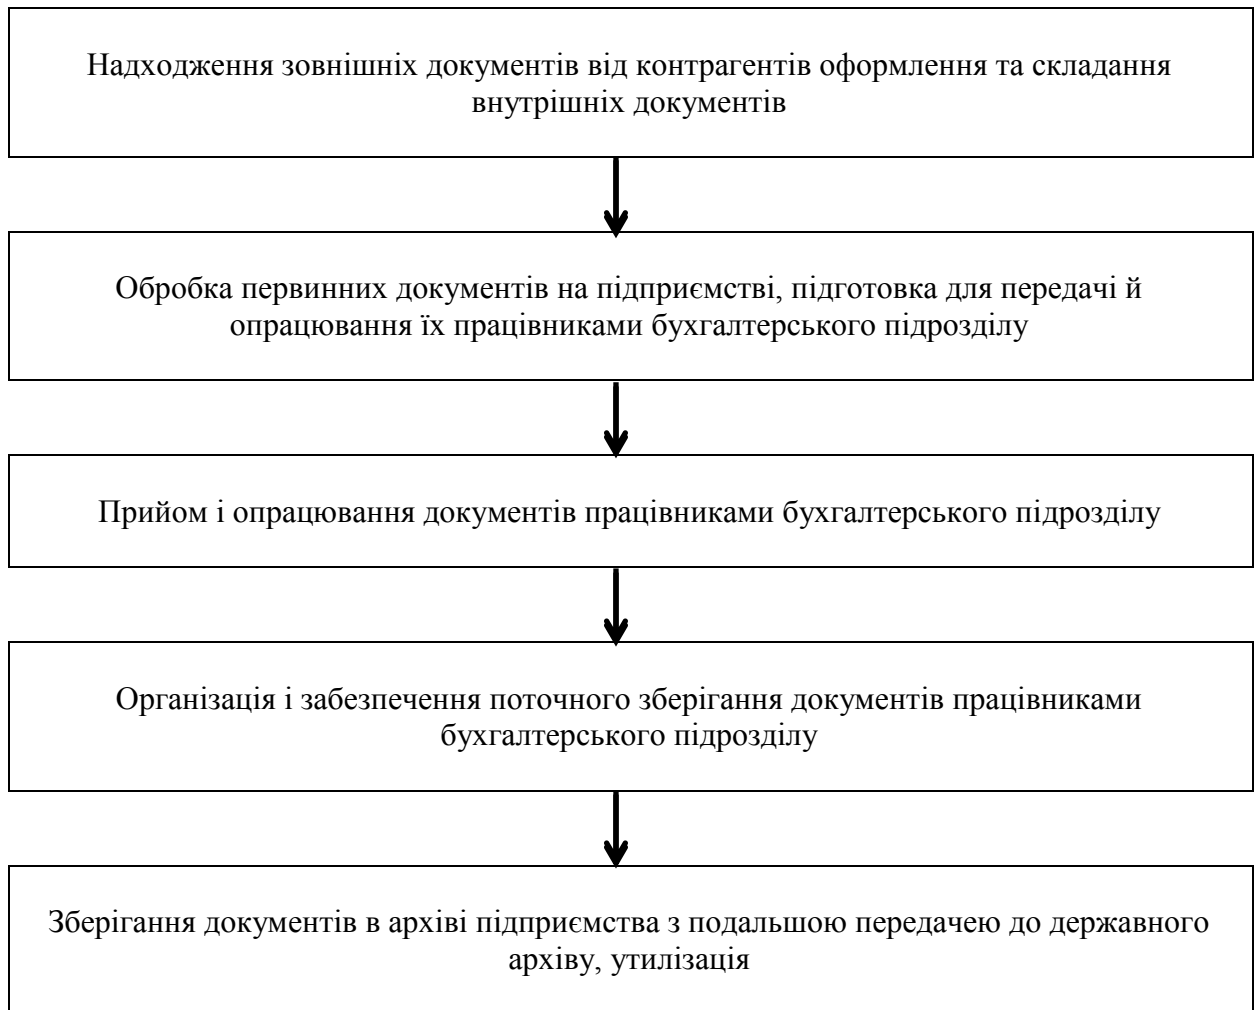 Надходження зовнішніх документів від контрагентів оформлення та складання
внутрішніх документів
Обробка первинних документів на підприємстві, підготовка для передачі й
опрацювання їх працівниками бухгалтерського підрозділу
Прийом і опрацювання документів працівниками бухгалтерського підрозділу
Організація і забезпечення поточного зберігання документів працівниками
бухгалтерського підрозділу
Зберігання документів в архіві підприємства з подальшою передачею до державного
архіву, утилізація